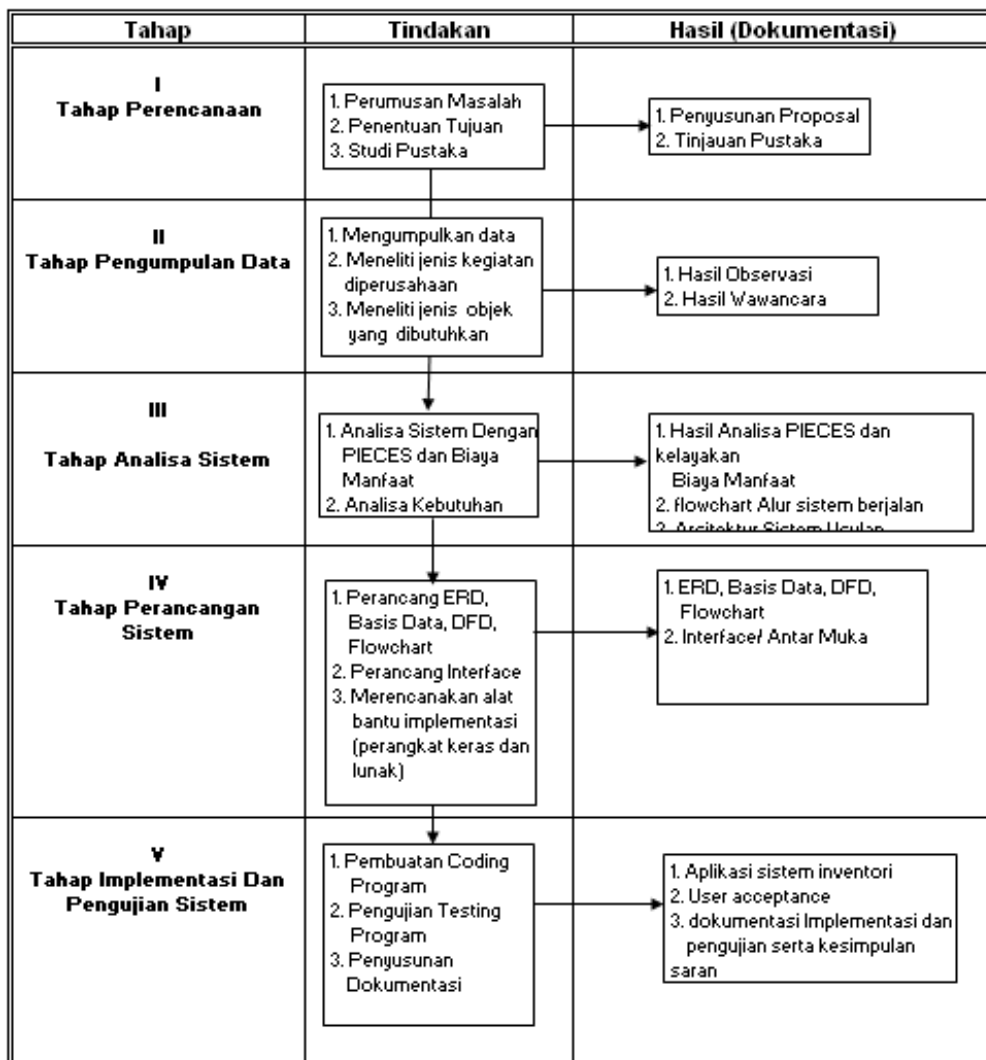 Tahap
Tindakan
Hasil (Dokumentasi)
I
Tahap Perencanaan
1. Perumusan Masalah
2. Penentuan Tujuan
3. Studi Pustaka
1. Penyusunan Proposal
2. Tinjauan Pustaka
II
Tahap Pengumpulan Data
1. Mengumpulkan data
2. Meneliti jenis kegiatan
diperusahaan
3. Meneliti jenis objek
yang dibutuhkan
1. Hasil Observasi
2. Hasil Wawancara
III
Tahap Analisa Sistem
1. Analisa Sistem Dengan
PIECES dan Biaya
Manfaat
2. Analisa Kebutuhan
1. Hasil Analisa PIECES dan
kelayakan
Biaya Manfaat
2. flowchart Alur sistem berjalan
2. Arsitektur Sistem Usulan
IV
Tahap Perancangan
Sistem
1. Perancang ERD,
Basis Data, DFD,
Flowchart
2. Perancang Interface
3. Merencanakan alat
bantu implementasi
(perangkat keras dan
lunak)
1. ERD, Basis Data, DFD,
Flowchart
2. Interface/ Antar Muka
V
Tahap Implementasi Dan
Pengujian Sistem
1. Pembuatan Coding
Program
2. Pengujian Testing
Program
3. Penyusunan
Dokumentasi
1. Aplikasi sistem inventori
2. User acceptance
3. dokumentasi Implementasi dan
pengujian serta kesimpulan
saran